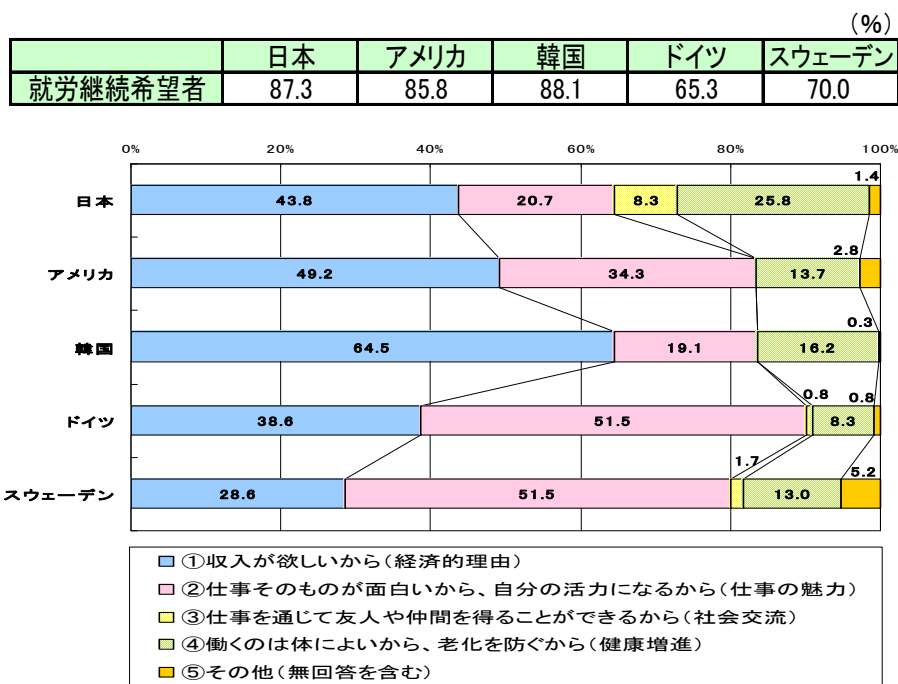 (%)
日本 アメリカ 韓国 ドイツ スウェーデン
就労継続希望者 87.3 85.8 88.1 65.3 70.0
0% 20% 40% 60% 80% 100%
日本 43.8 20.7 8.3 25.8 1.4
アメリカ 49.2 34.3 13.7 2.8
韓国 64.5 19.1 16.2 0.3
ドイツ 38.6 51.5 0.8 8.3 0.8
スウェーデン 28.6 51.5 1.7 13.0 5.2
①収入が欲しいから(経済的理由)
②仕事そのものが面白いから、自分の活力になるから(仕事の魅力)
③仕事を通じて友人や仲間を得ることができるから(社会交流)
④働くのは体によいから、老化を防ぐから(健康増進)
⑤その他(無回答を含む)